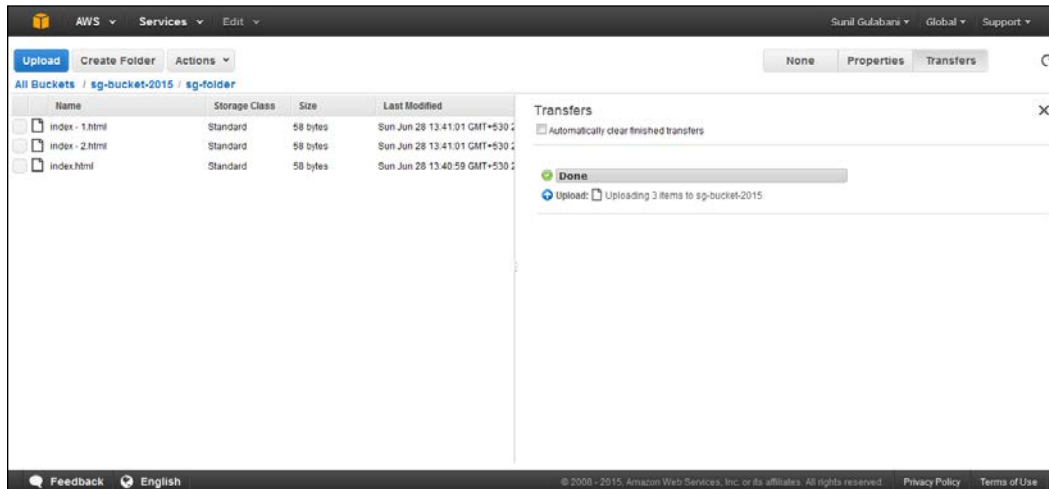 AWS Services Edit Sunil Gulabani Global Support
Upload Create Folder Actions None Properties Transfers
All Buckets / sg-bucket-2015 / sg-folder
Name Storage Class Size Last Modified
index - 1.html Standard 58 bytes Sun Jun 28 13:41:01 GMT+530 2
index - 2.html Standard 58 bytes Sun Jun 28 13:41:01 GMT+530 2
index.html Standard 58 bytes Sun Jun 28 13:40:59 GMT+530 2
Transfers
Automatically clear finished transfers
Done
Upload: Uploading 3 items to sg-bucket-2015
Feedback English © 2008 - 2015, Amazon Web Services, Inc. or its affiliates. All rights reserved. Privacy Policy Terms of Use